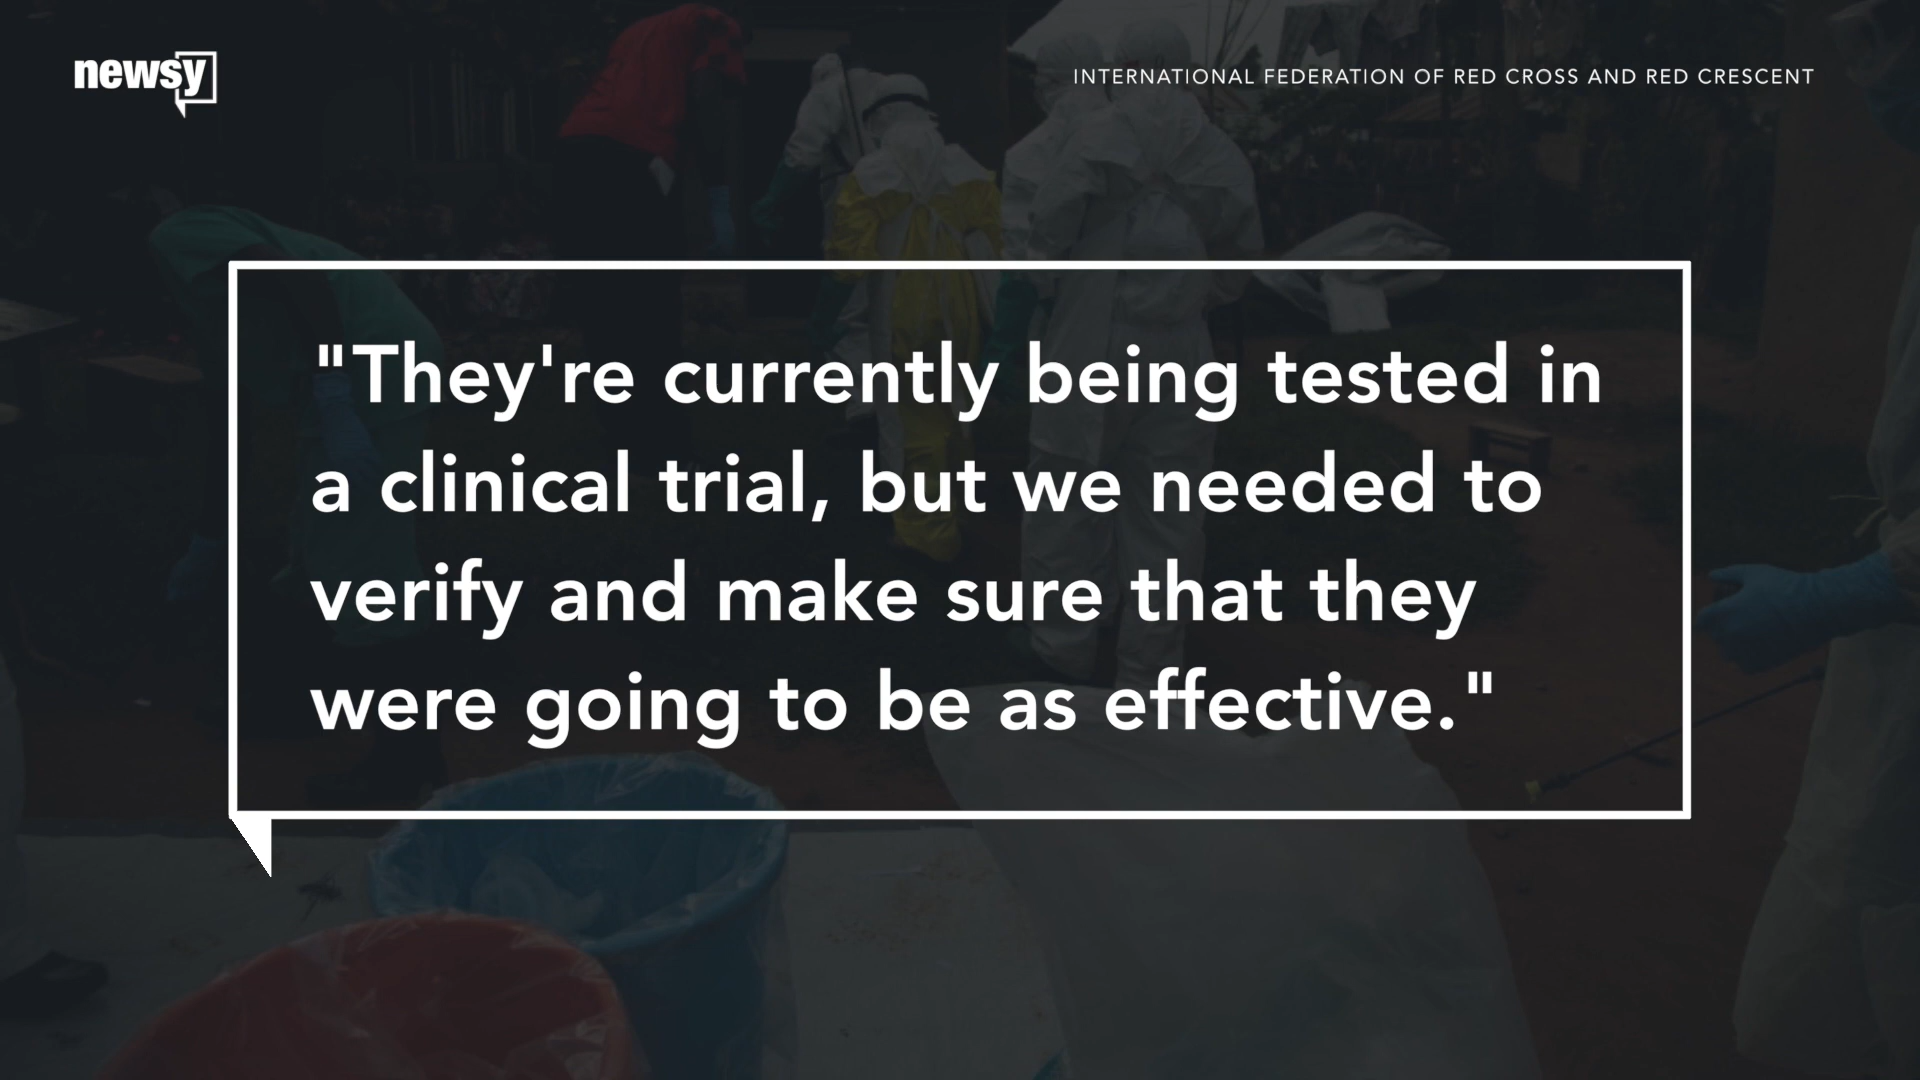 newsy
INTERNATIONAL FEDERATION OF RED CROSS AND RED CRESCENT
"They're currently being tested in
a clinical trial, but we needed to
verify and make sure that they
were going to be as effective."